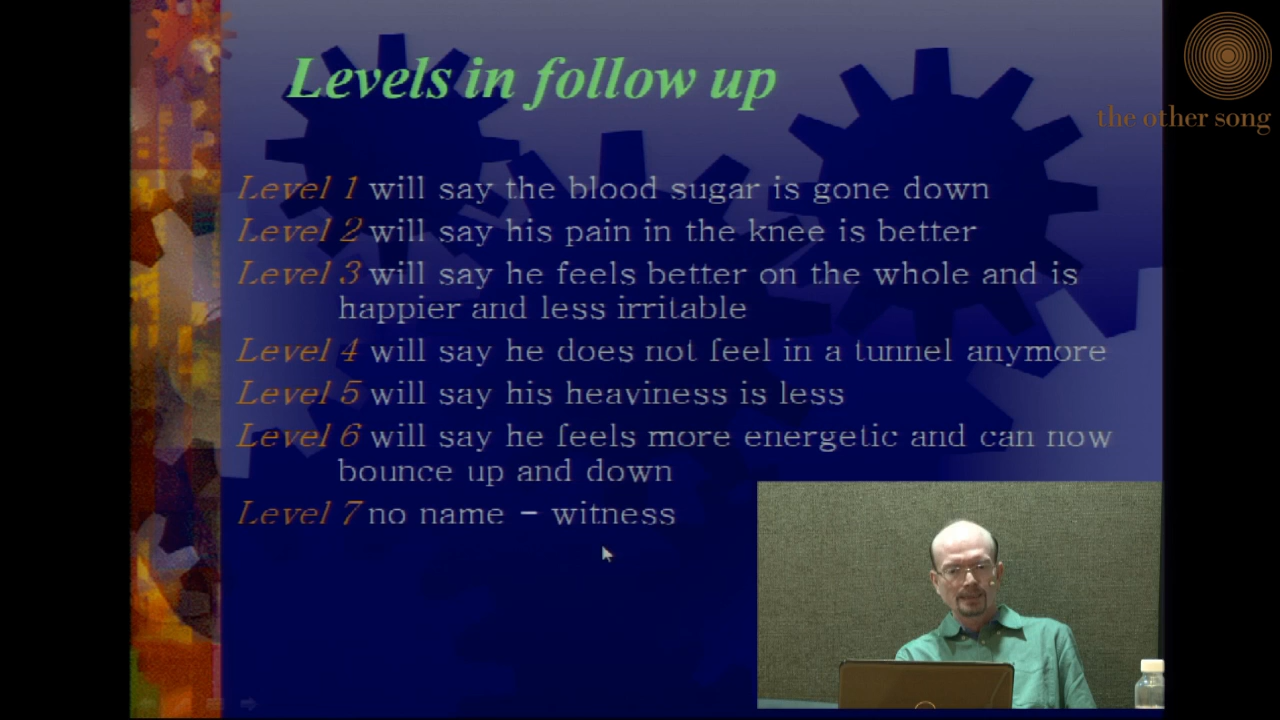 Levels in follow up
the other song
Level 1 will say the blood sugar is gone down
Level 2 will say his pain in the knee is better
Level 3 will say he feels better on the whole and is
happier and less irritable
Level 4 will say he does not feel in a tunnel anymore
Level 5 will say his heaviness is less
Level 6 will say he feels more energetic and can now
bounce up and down
Level 7 no name - witness